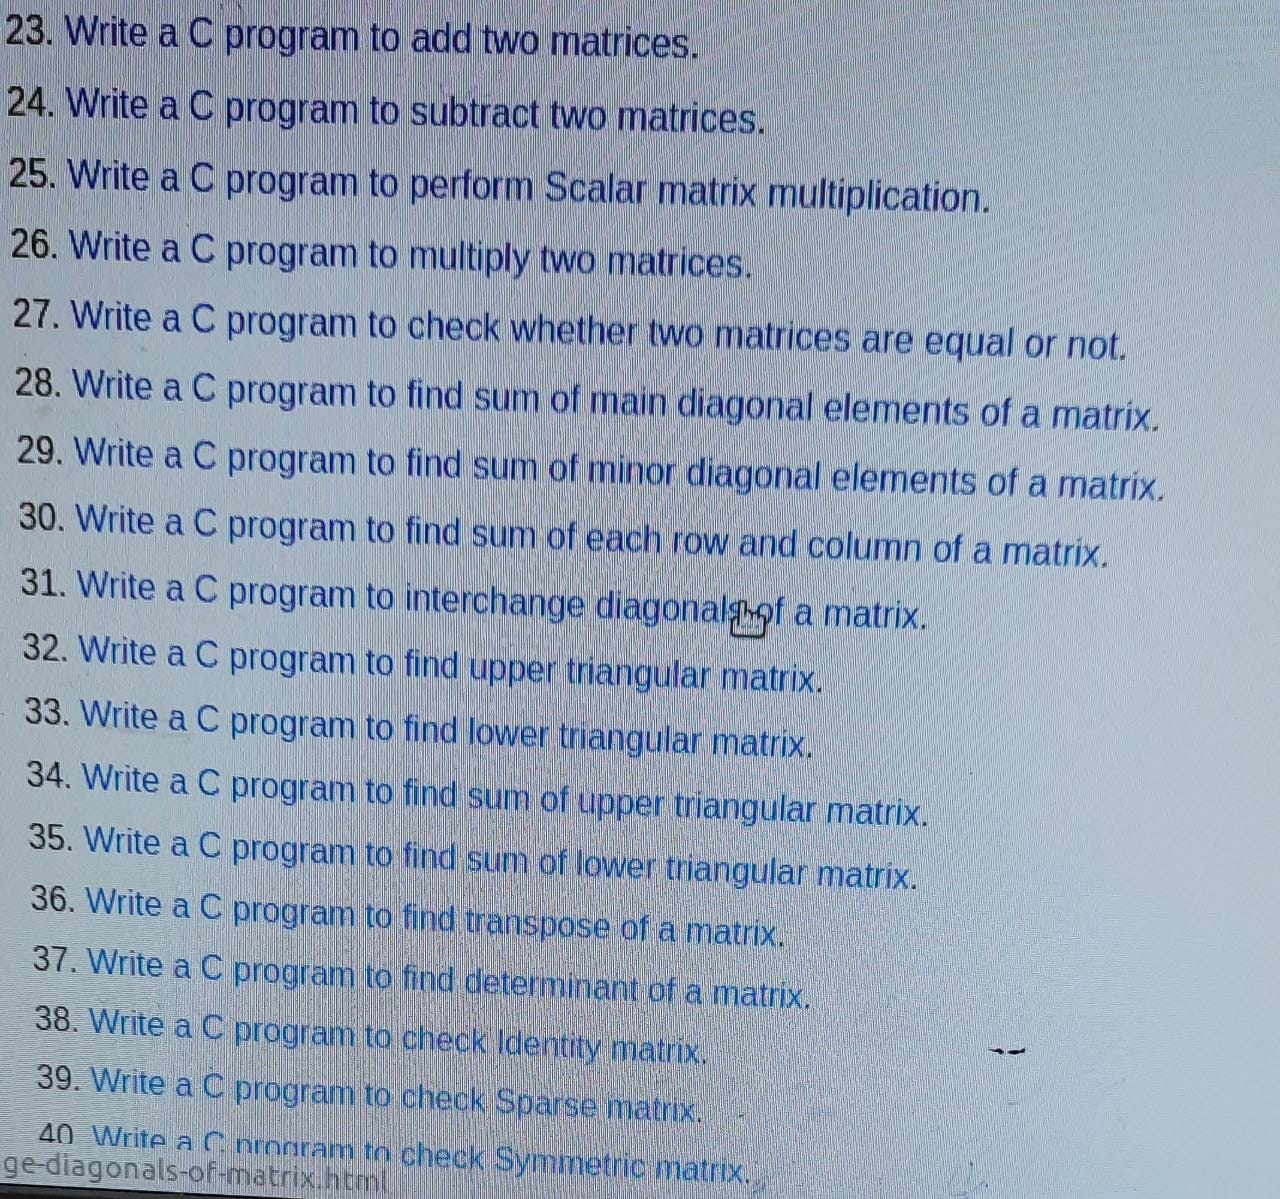 23. Write a C program to add two matrices.
24. Write a C program to subtract two matrices.
25. Write a C program to perform Scalar matrix multiplication.
26. Write a C program to multiply two matrices.
27. Write a C program to check whether two matrices are equal or not.
28. Write a C program to find sum of main diagonal elements of a matrix.
29. Write a C program to find sum of minor diagonal elements of a matrix.
30. Write a C program to find sum of each row and column of a matrix.
31. Write a C program to interchange diagonals of a matrix.
32. Write a C program to find upper triangular matrix.
33. Write a C program to find lower triangular matrix.
34. Write a C program to find sum of upper triangular matrix.
35. Write a C program to find sum of lower triangular matrix.
36. Write a C program to find transpose of a matrix.
37. Write a C program to find determinant of a matrix.
38. Write a C program to check Identity matrix.
39. Write a C program to check Sparse matrix.
40. Write a C program to check Symmetric matrix.
ge-diagonals-of-matrix.html